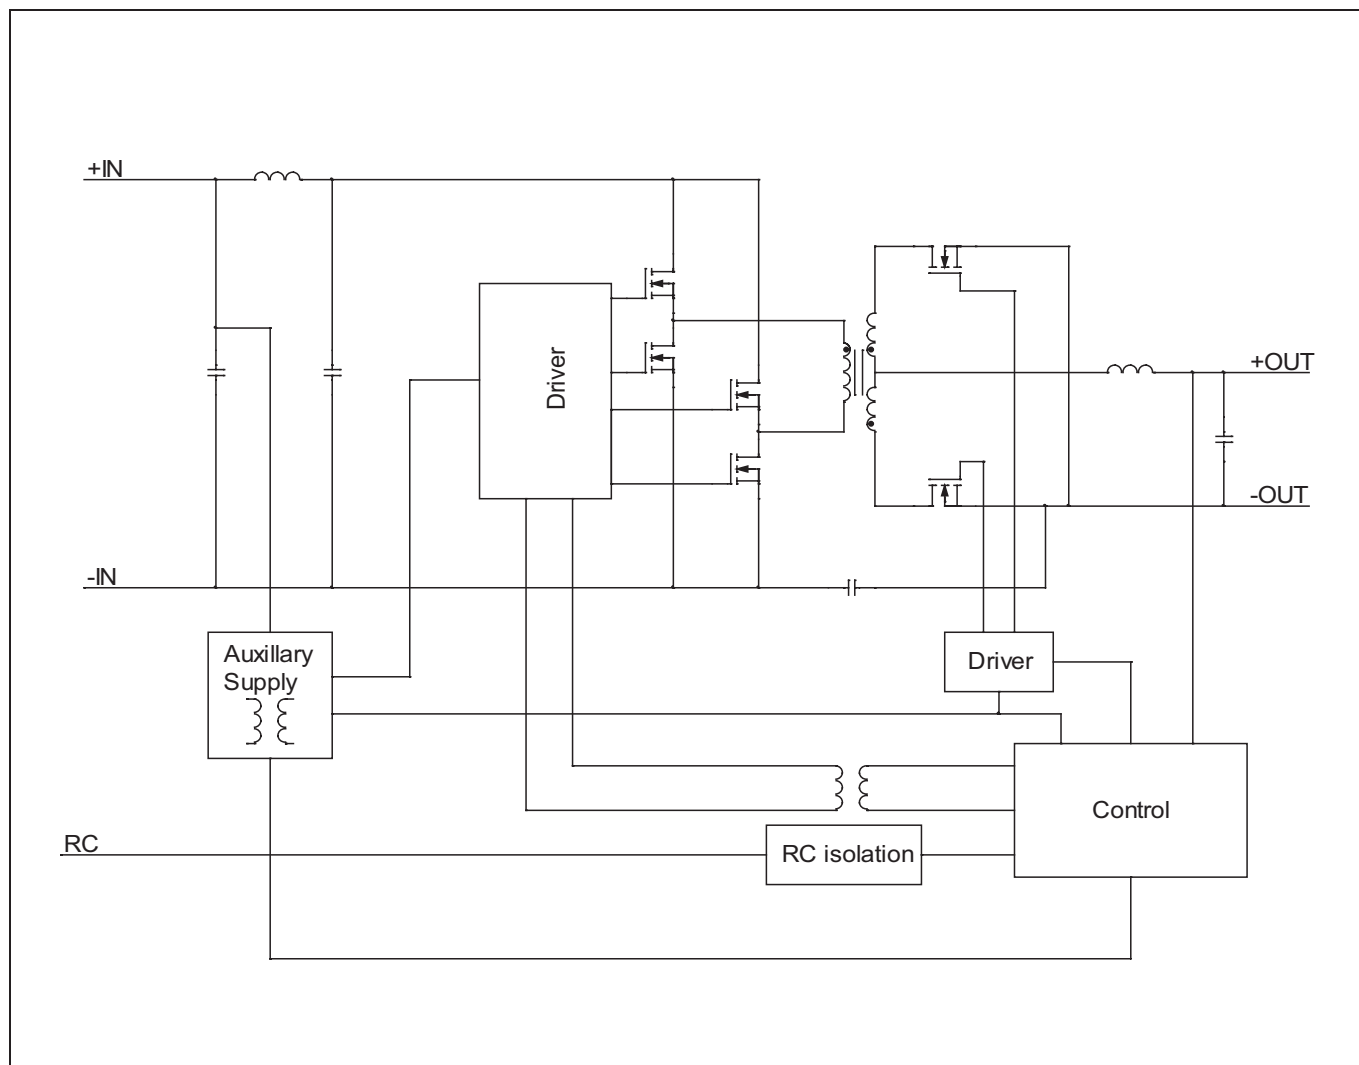 +IN
Driver
+OUT
-OUT
-IN
Auxillary
Supply
Driver
Control
RC
RC isolation